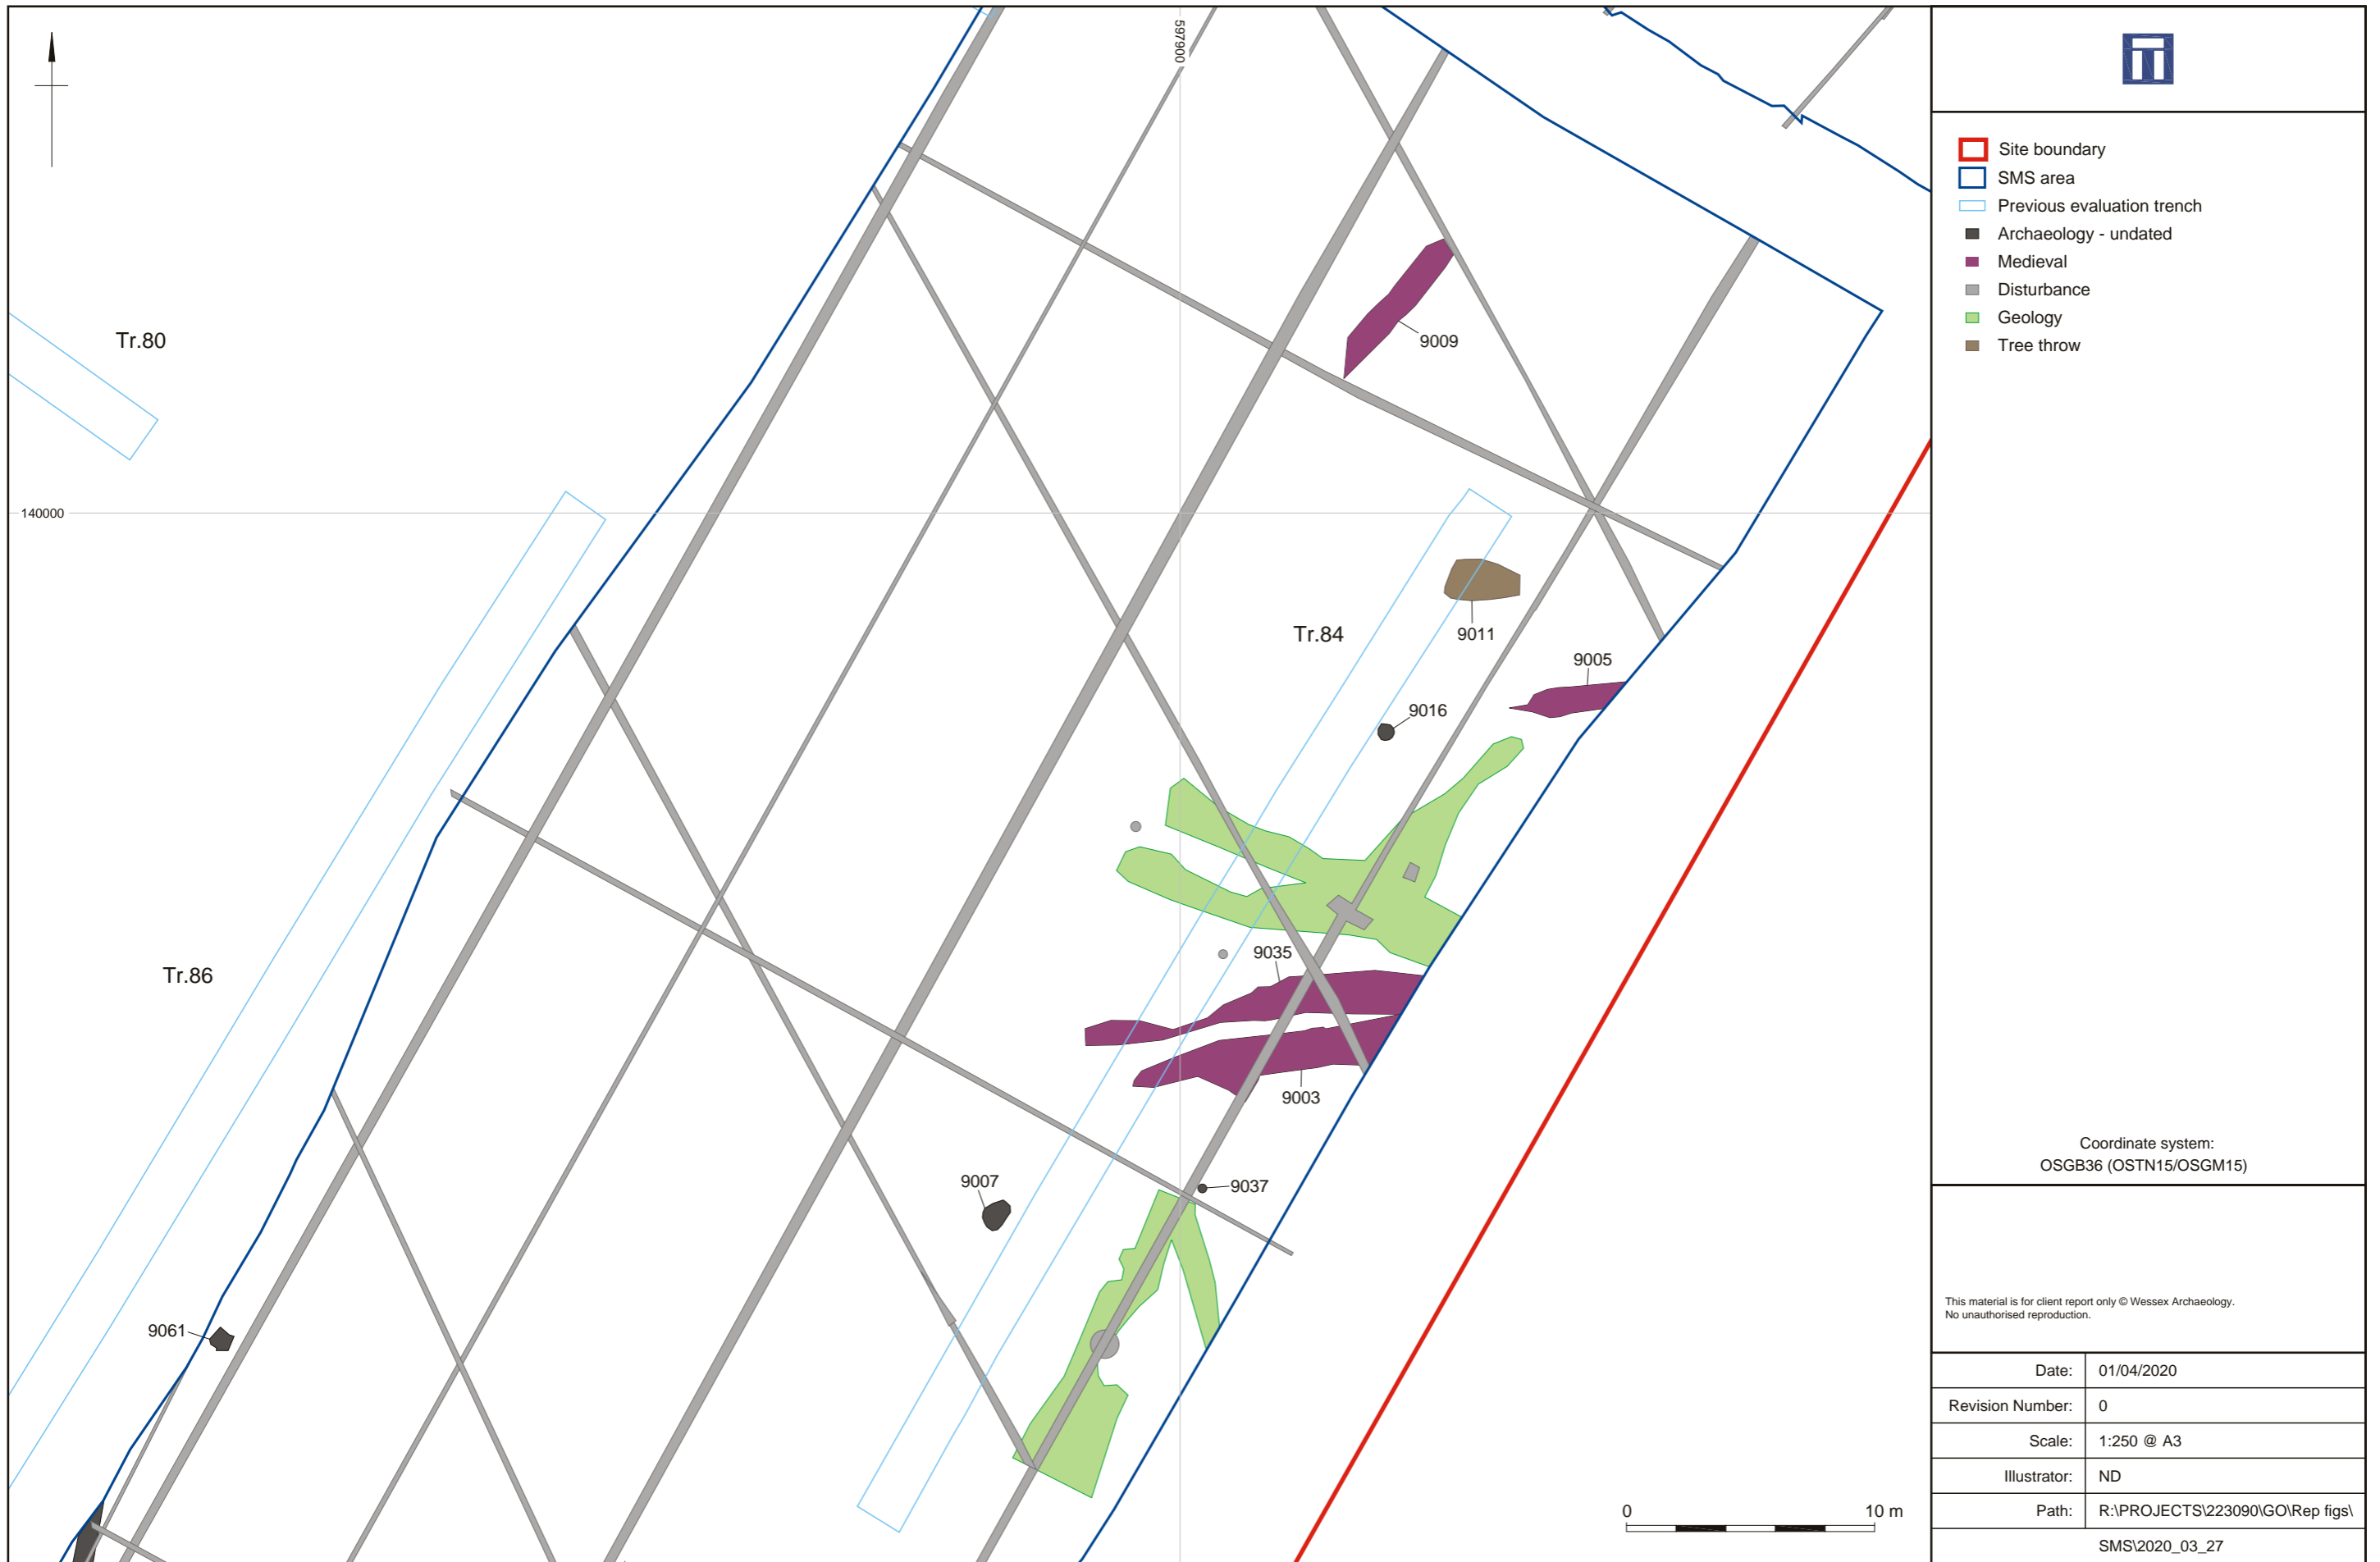 597900
140000
Tr.80
9009
Tr.84
9011
9005
9016
Tr.86
9035
9003
9007
9037
9061
0 10 m
Site boundary
SMS area
Previous evaluation trench
Archaeology - undated
Medieval
Disturbance
Geology
Tree throw
Coordinate system:
OSGB36 (OSTN15/OSGM15)
This material is for client report only © Wessex Archaeology.
No unauthorised reproduction.
Date: 01/04/2020
Revision Number: 0
Scale: 1:250 @ A3
Illustrator: ND
Path: R:\PROJECTS\223090\GO\Rep figs\
SMS\2020_03_27